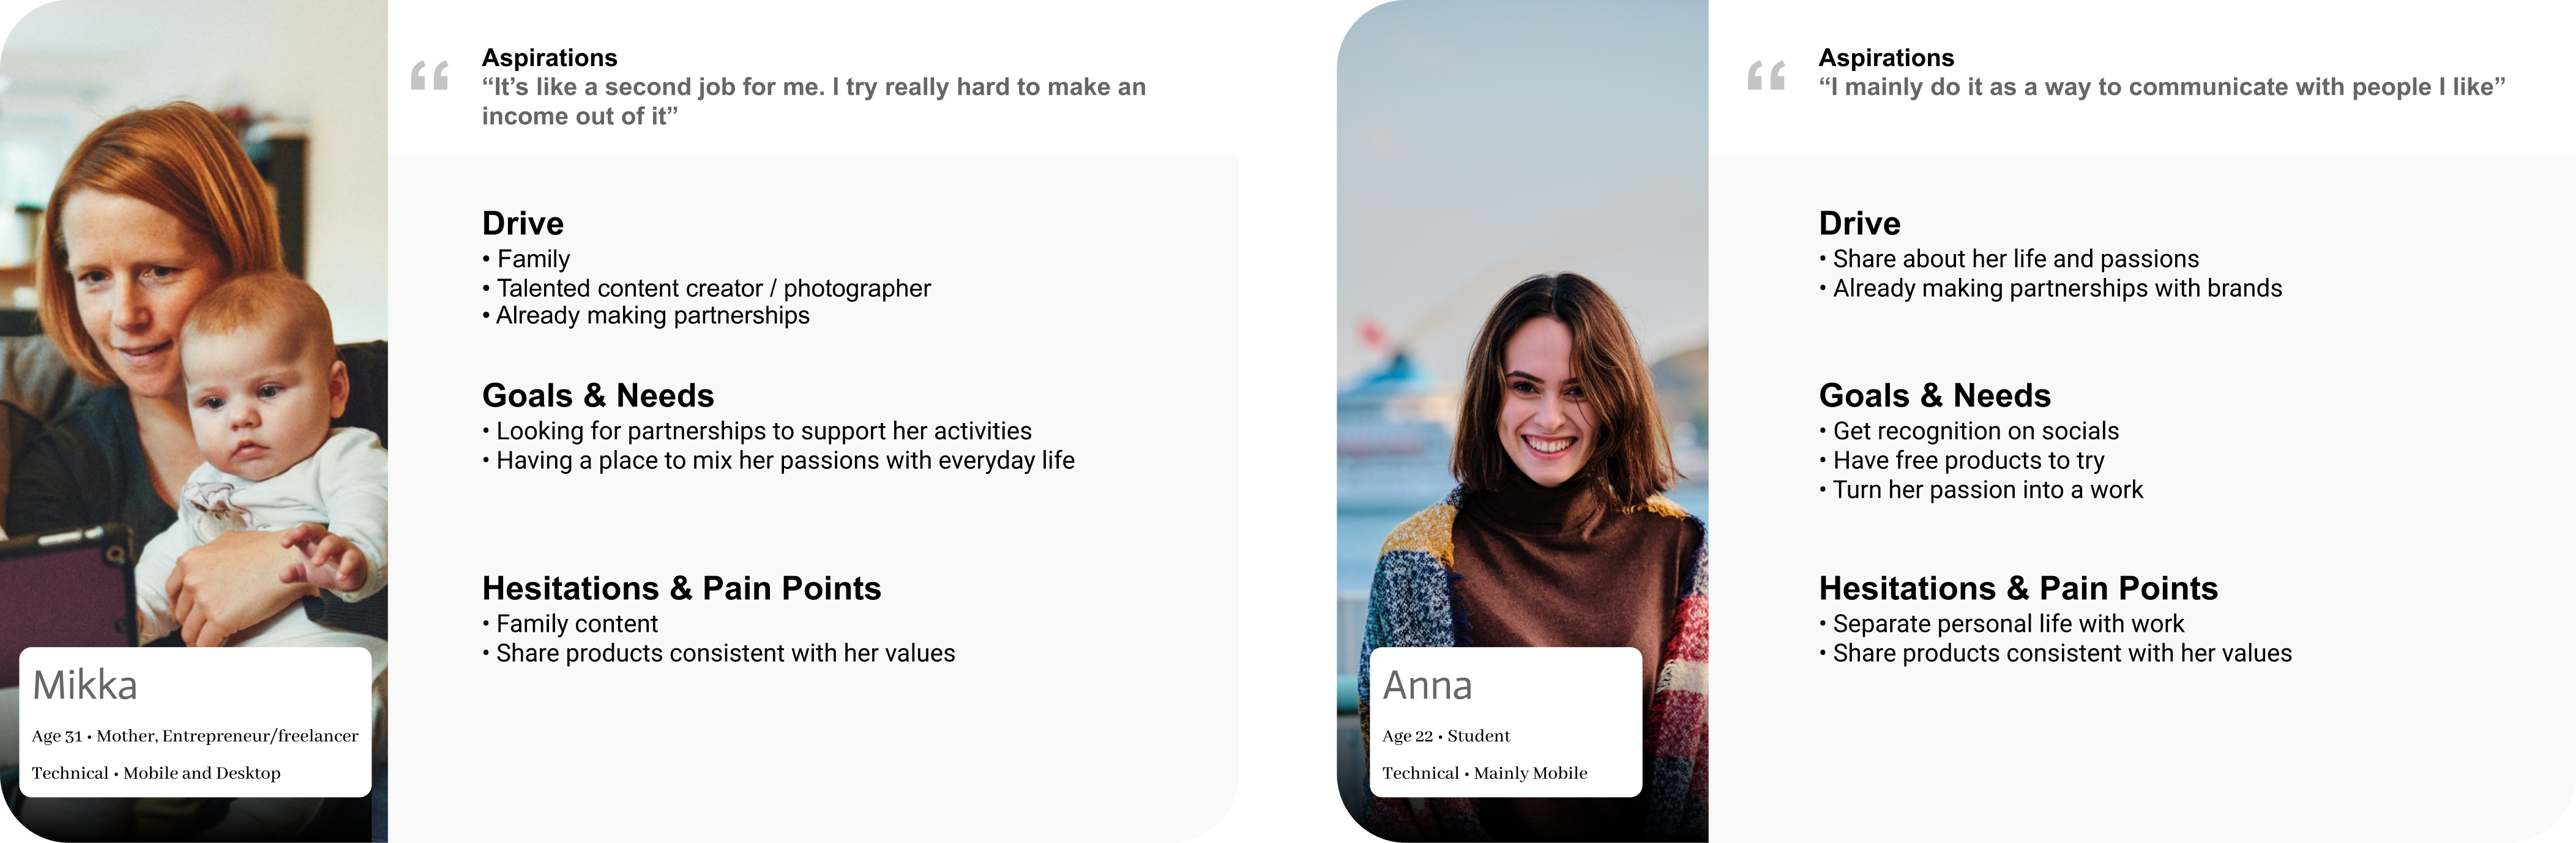 Aspirations
“It’s like a second job for me. I try really hard to make an
income out of it”
Drive
• Family
• Talented content creator / photographer
• Already making partnerships
Goals & Needs
• Looking for partnerships to support her activities
• Having a place to mix her passions with everyday life
Hesitations & Pain Points
• Family content
• Share products consistent with her values
Mikka
Age 31 • Mother, Entrepreneur/freelancer
Technical • Mobile and Desktop
Aspirations
“I mainly do it as a way to communicate with people I like”
Drive
• Share about her life and passions
• Already making partnerships with brands
Goals & Needs
• Get recognition on socials
• Have free products to try
• Turn her passion into a work
Hesitations & Pain Points
• Separate personal life with work
• Share products consistent with her values
Anna
Age 22 • Student
Technical • Mainly Mobile